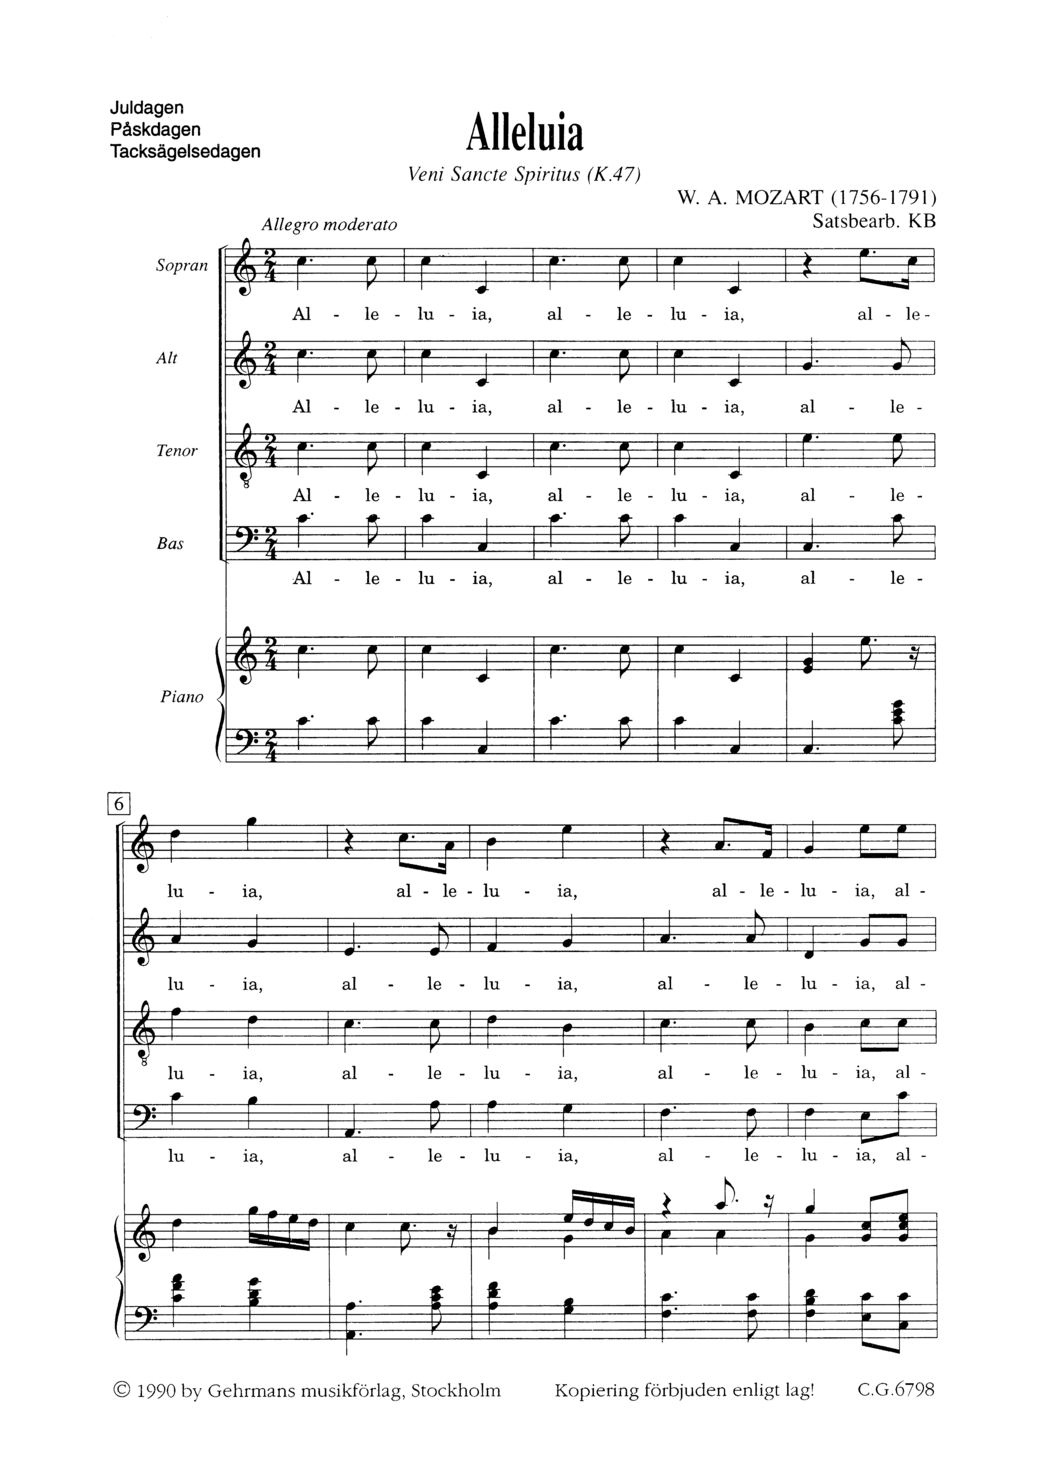 Juldagen
Påskdagen
Tacksägelsedagen
Alleluia
Veni Sancte Spiritus (K.47)
W. A. MOZART (1756-1791)
Satsbearb. KB
Allegro moderato
Sopran
Al - le - lu - ia, al - le - lu - ia, al - le -
Alt
Al - le - lu - ia, al - le - lu - ia, al - le -
Tenor
Al - le - lu - ia, al - le - lu - ia, al - le -
Bas
Al - le - lu - ia, al - le - lu - ia, al - le -
Piano
6
lu - ia, al - le - lu - ia, al - le - lu - ia, al -
lu - ia, al - le - lu - ia, al - le - lu - ia, al -
lu - ia, al - le - lu - ia, al - le - lu - ia, al -
lu - ia, al - le - lu - ia, al - le - lu - ia, al -
© 1990 by Gehrmans musikförlag, Stockholm Kopiering förbjuden enligt lag! C.G.6798